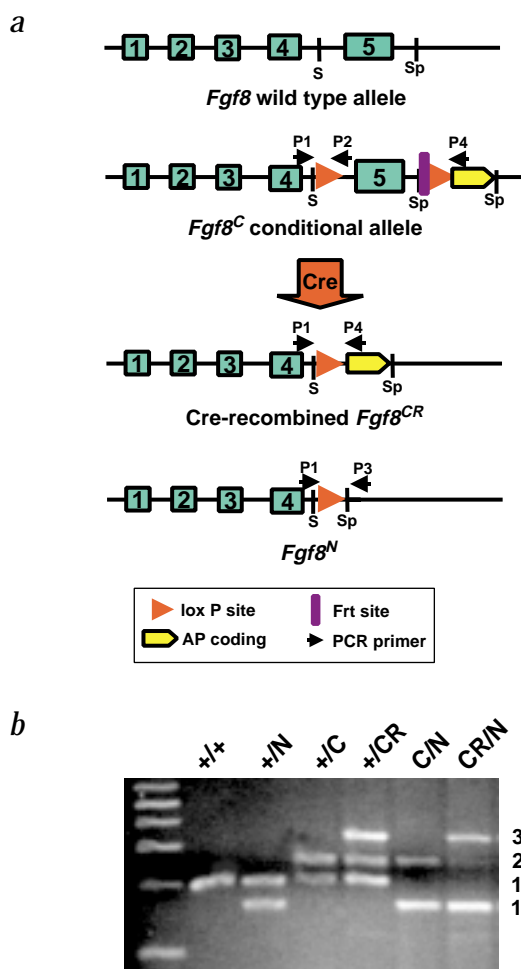 a
1 2 3 4 5
S Sp
Fgf8 wild type allele
P1 P2 P4
1 2 3 4 5
S Sp Sp
Fgf8C conditional allele
Cre
P1 P4
1 2 3 4
S Sp
Cre-recombined Fgf8CR
P1 P3
1 2 3 4
S Sp
Fgf8N
lox P site Frt site
AP coding PCR primer
b
+/+ +/N +/C +/CR C/N CR/N
3
2
1
1